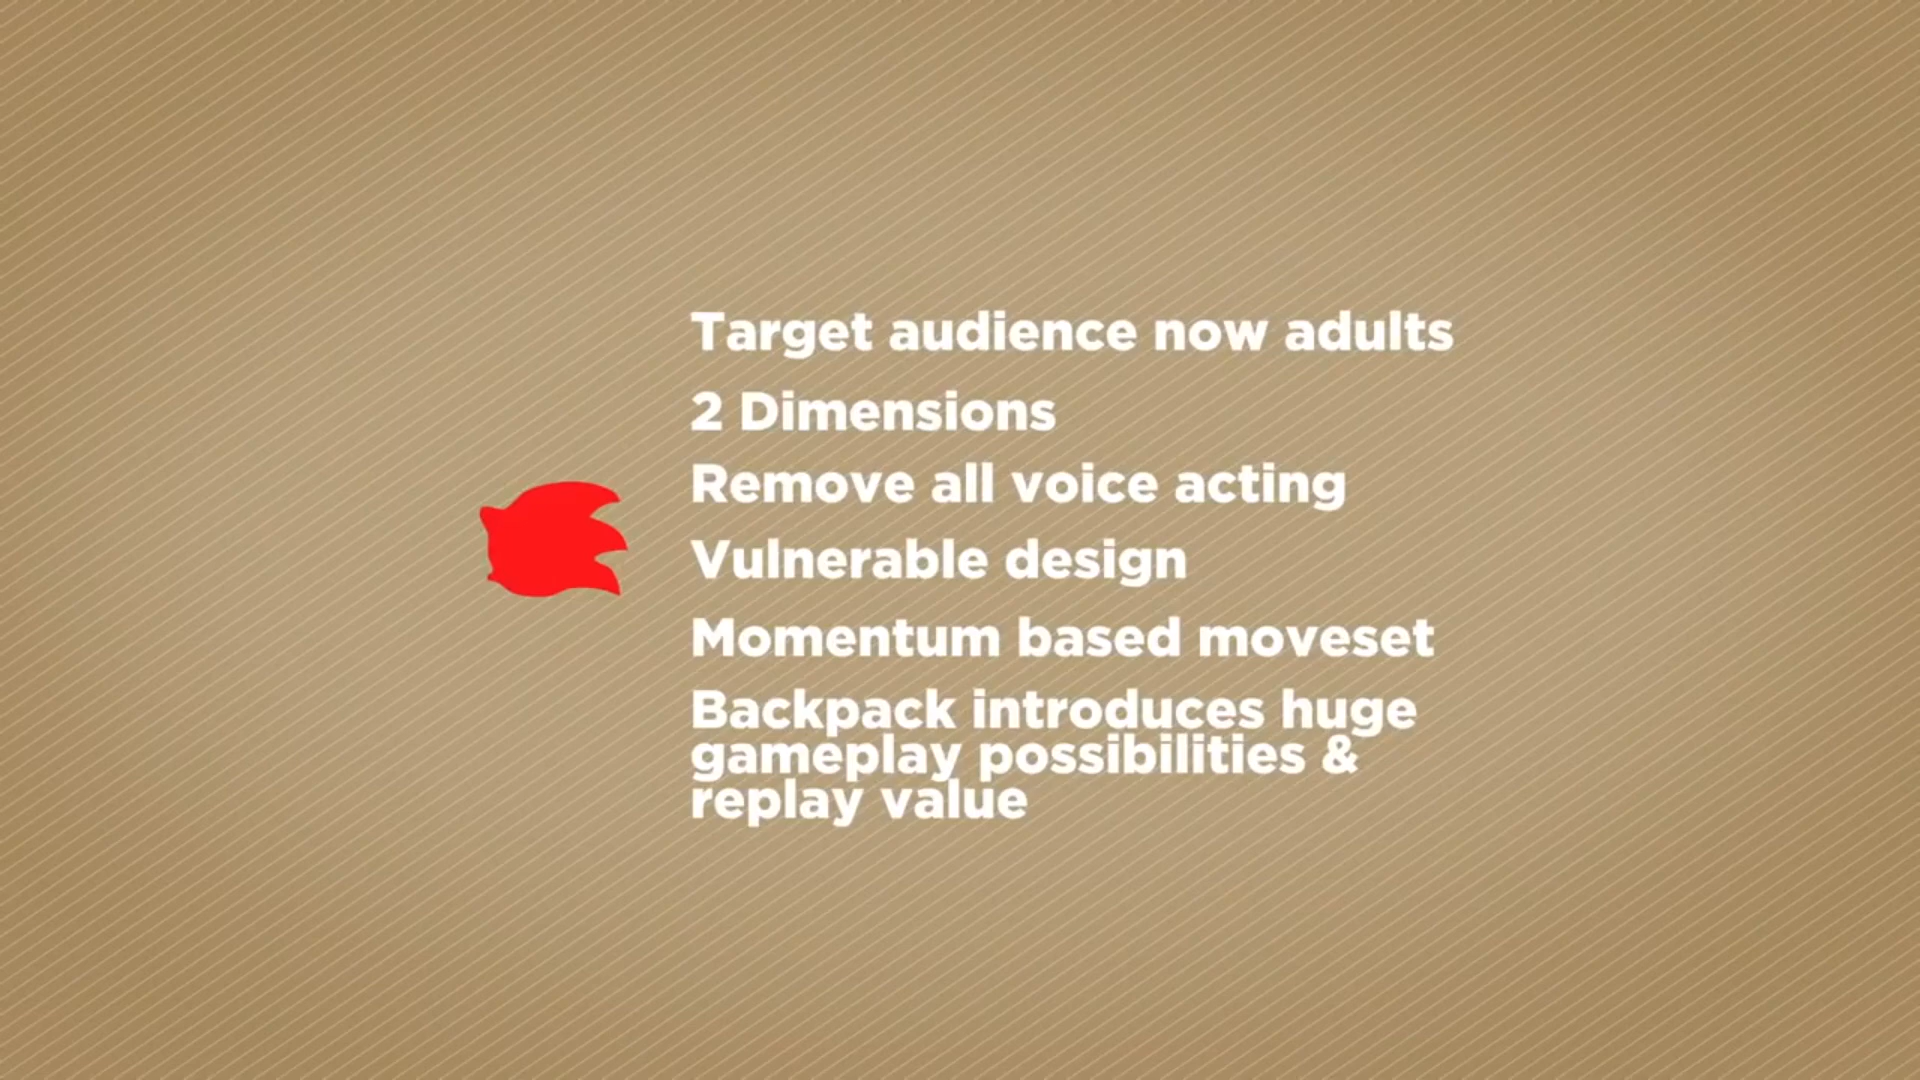 Target audience now adults
2 Dimensions
Remove all voice acting
Vulnerable design
Momentum based moveset
Backpack introduces huge
gameplay possibilities &
replay value